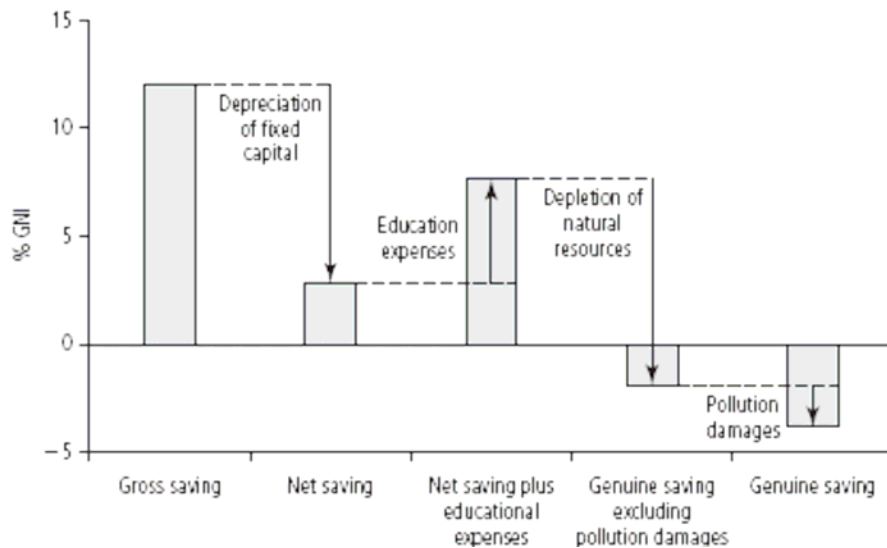 15
10
5
0
−5
% GNI
Depreciation
of fixed
capital
Education
expenses
Depletion of
natural
resources
Pollution
damages
Gross saving
Net saving
Net saving plus
educational
expenses
Genuine saving
excluding
pollution damages
Genuine saving